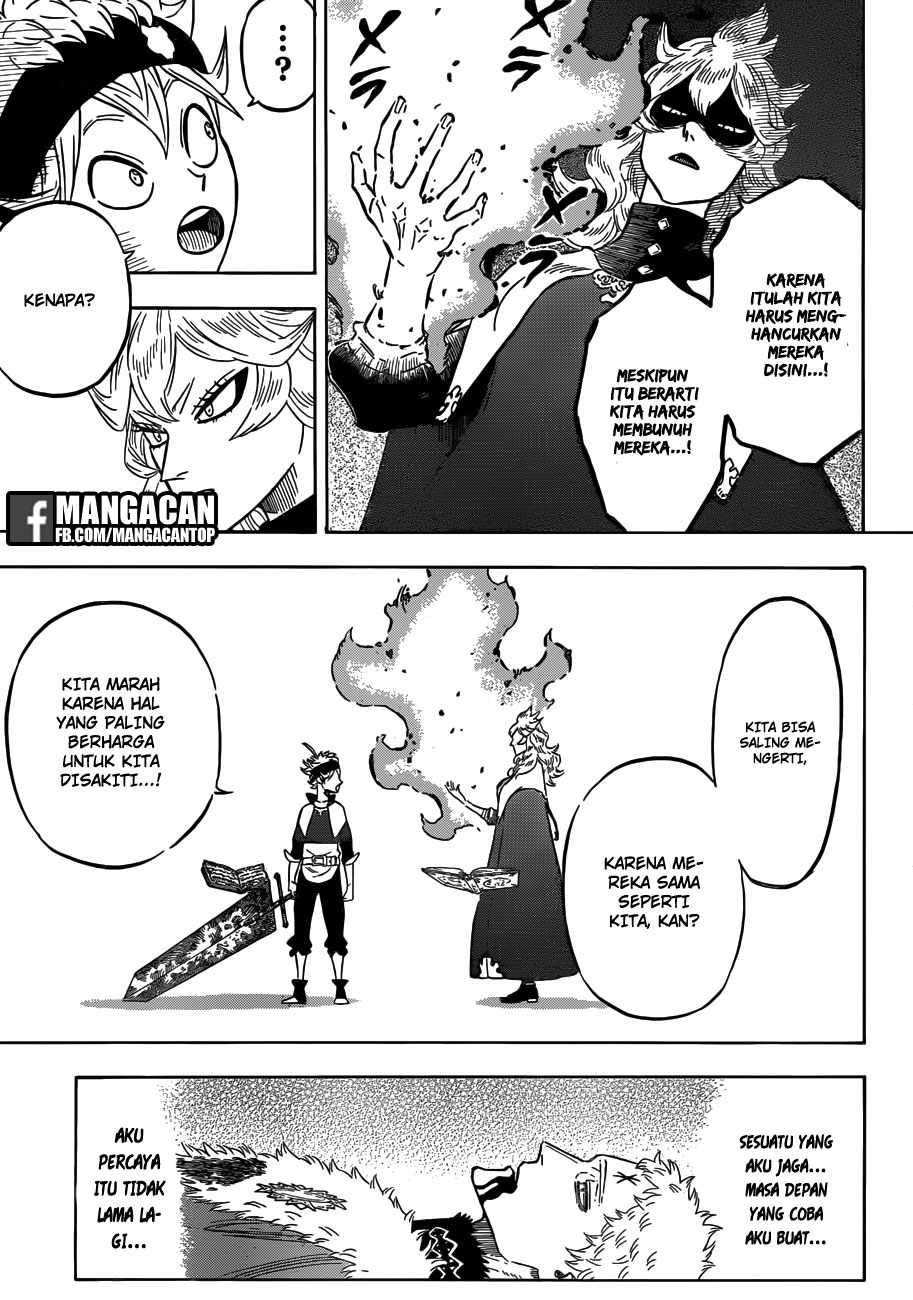 KARENA
ITULAH KITA
HARUS MENG-
HANCURKAN
MEREKA
DISINI...!
MESKIPUN
ITU BERARTI
KITA HARUS
MEMBUNUH
MEREKA...!
...?
KENAPA?
MANGACAN
FB.COM/MANGACANTOP
KITA BISA
SALING ME-
NGERTI,
KARENA ME-
REKA SAMA
SEPERTI
KITA, KAN?
KITA MARAH
KARENA HAL
YANG PALING
BERHARGA
UNTUK KITA
DISAKITI...!
SESUATU YANG
AKU JAGA...
MASA DEPAN
YANG COBA
AKU BUAT...
AKU
PERCAYA
ITU TIDAK
LAMA LA-
GI...